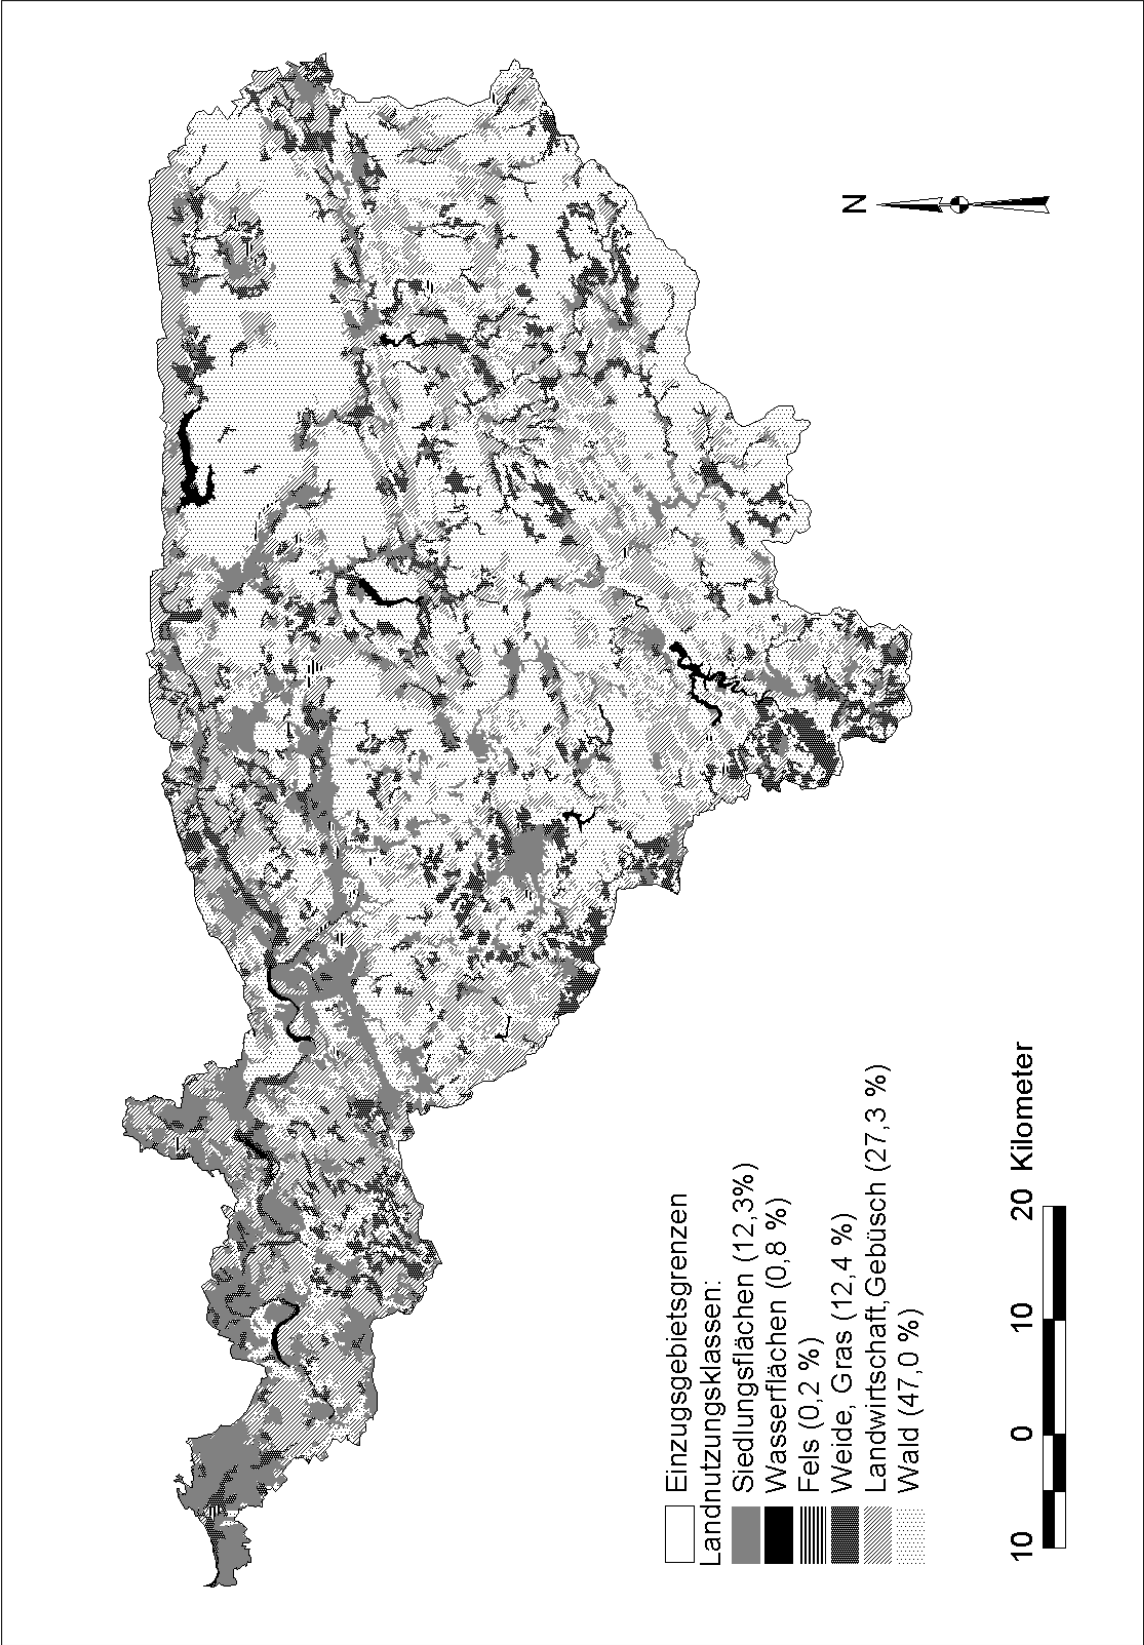 N
Einzugsgebietsgrenzen
Landnutzungsklassen:
Siedlungsflächen (12,3%)
Wasserflächen (0,8 %)
Fels (0,2 %)
Weide, Gras (12,4 %)
Landwirtschaft,Gebüsch (27,3 %)
Wald (47,0 %)
10 0 10 20 Kilometer